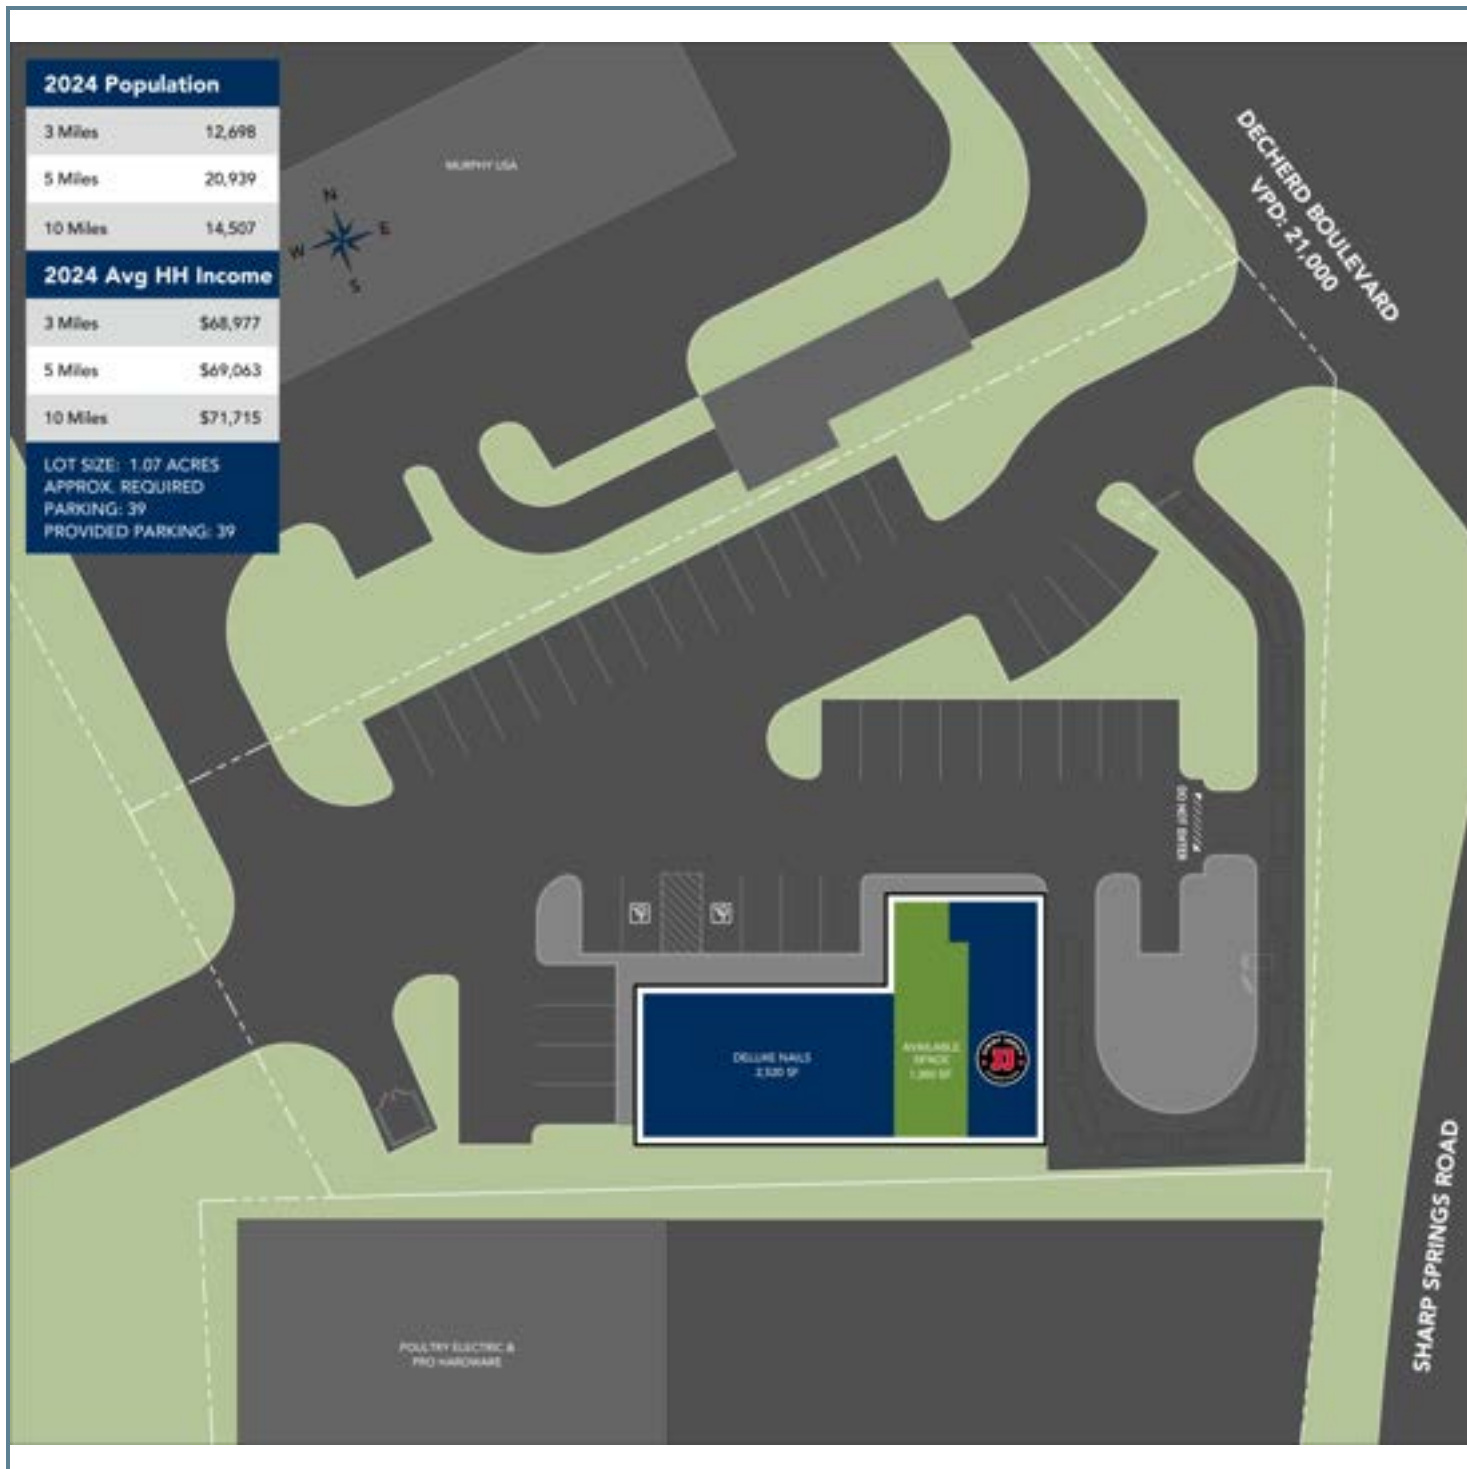 2024 Population
3 Miles 12,698
5 Miles 20,939
10 Miles 14,507
2024 Avg HH Income
3 Miles $68,977
5 Miles $69,063
10 Miles $71,715
LOT SIZE: 1.07 ACRES
APPROX. REQUIRED
PARKING: 39
PROVIDED PARKING: 39
MURPHY USA
N
E
W
S
DECHERD BOULEVARD
VPD: 21,000
DO NOT ENTER
DELUXE NAILS
2,520 SF
AVAILABLE
SPACE
SHARP SPRINGS ROAD
POULTRY ELECTRIC &
PRO HARDWARE